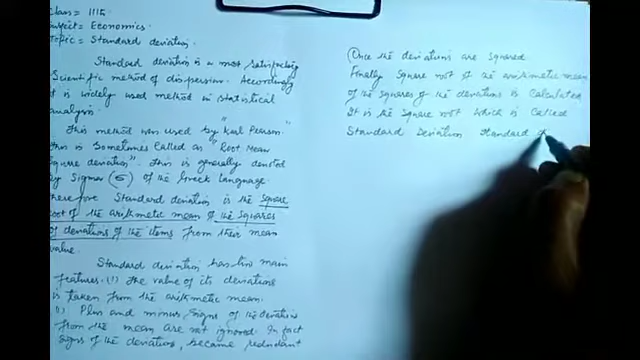 Class= 11th.
Subject= Economics.
Topic= Standard deviation.
Standard deviation is a most satisfying
Scientific method of dispersion. Accordingly
it is widely used method in statistical
analysis.
This method was used by "Karl Pearson"
This is Sometimes called as "Root Mean
Square deviation". This is generally denoted
by Sigma (σ) of the Greek Language.
Therefore Standard deviation is the square
root of the arithmetic mean of the squares
of deviations of the items from their mean
value.
Standard deviation has two main
features. (i) The value of its deviations
is taken from the arithmetic mean.
(ii) Plus and minus signs of the deviations
from the mean are not ignored. In fact
signs of the deviations, became redundant
Once the deviations are squared
Finally Square root of the arithmetic mean
of the squares of the deviations is Calculated
It is the square root which is Called
Standard Deviation Standard